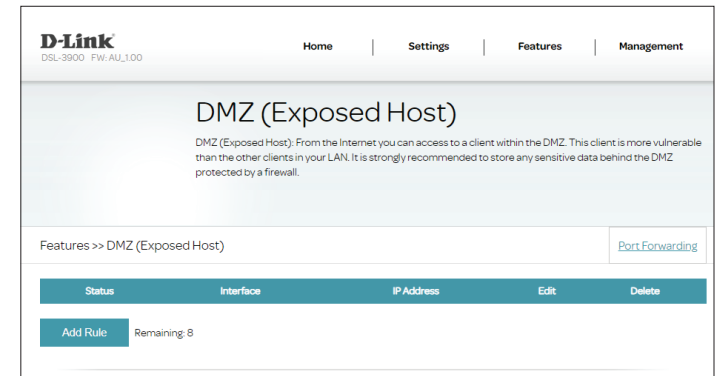 D-Link
DSL-3900 FW:AU_1.00
Home
Settings
Features
Management
DMZ (Exposed Host)
DMZ (Exposed Host): From the Internet you can access to a client within the DMZ. This client is more vulnerable
than the other clients in your LAN. It is strongly recommended to store any sensitive data behind the DMZ
protected by a firewall.
Features >> DMZ (Exposed Host)
Port Forwarding
Status
Interface
IP Address
Edit
Delete
Add Rule
Remaining: 8